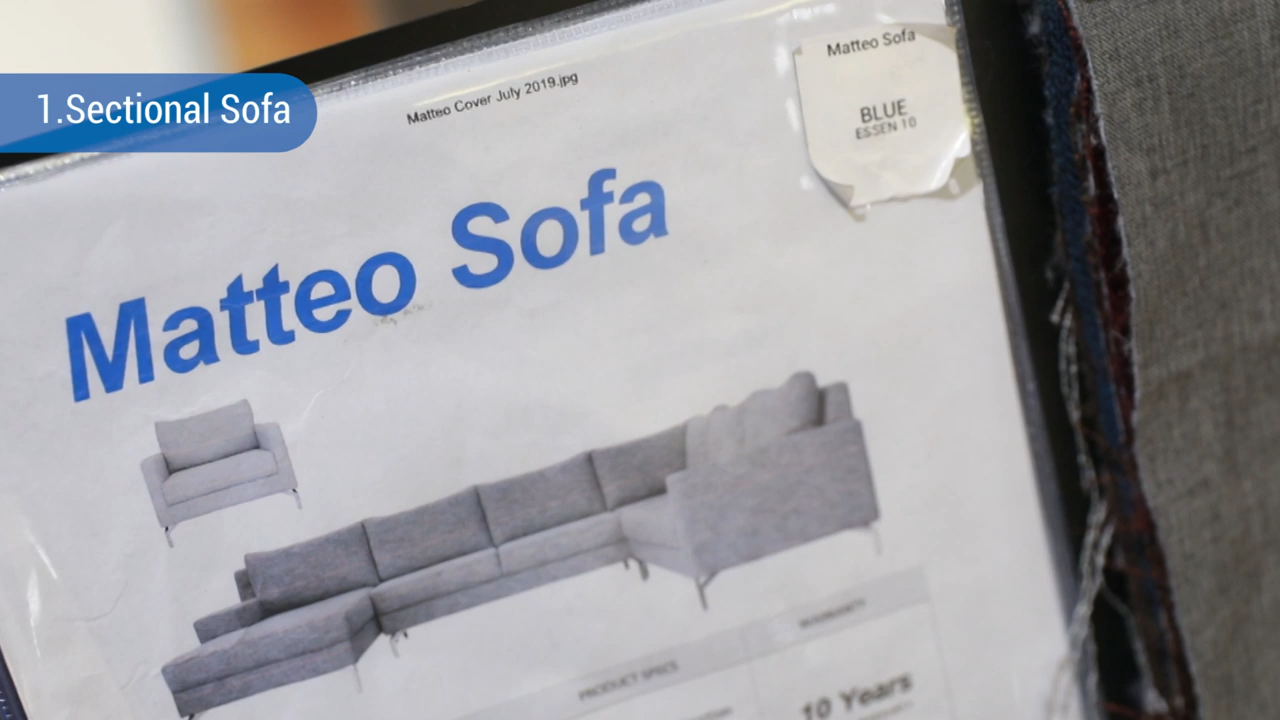 1.Sectional Sofa
Matteo Cover July 2019.jpg
Matteo Sofa
BLUE
ESSEN 10
Matteo Sofa
WARRANTY
PRODUCT SPECS
10 Years